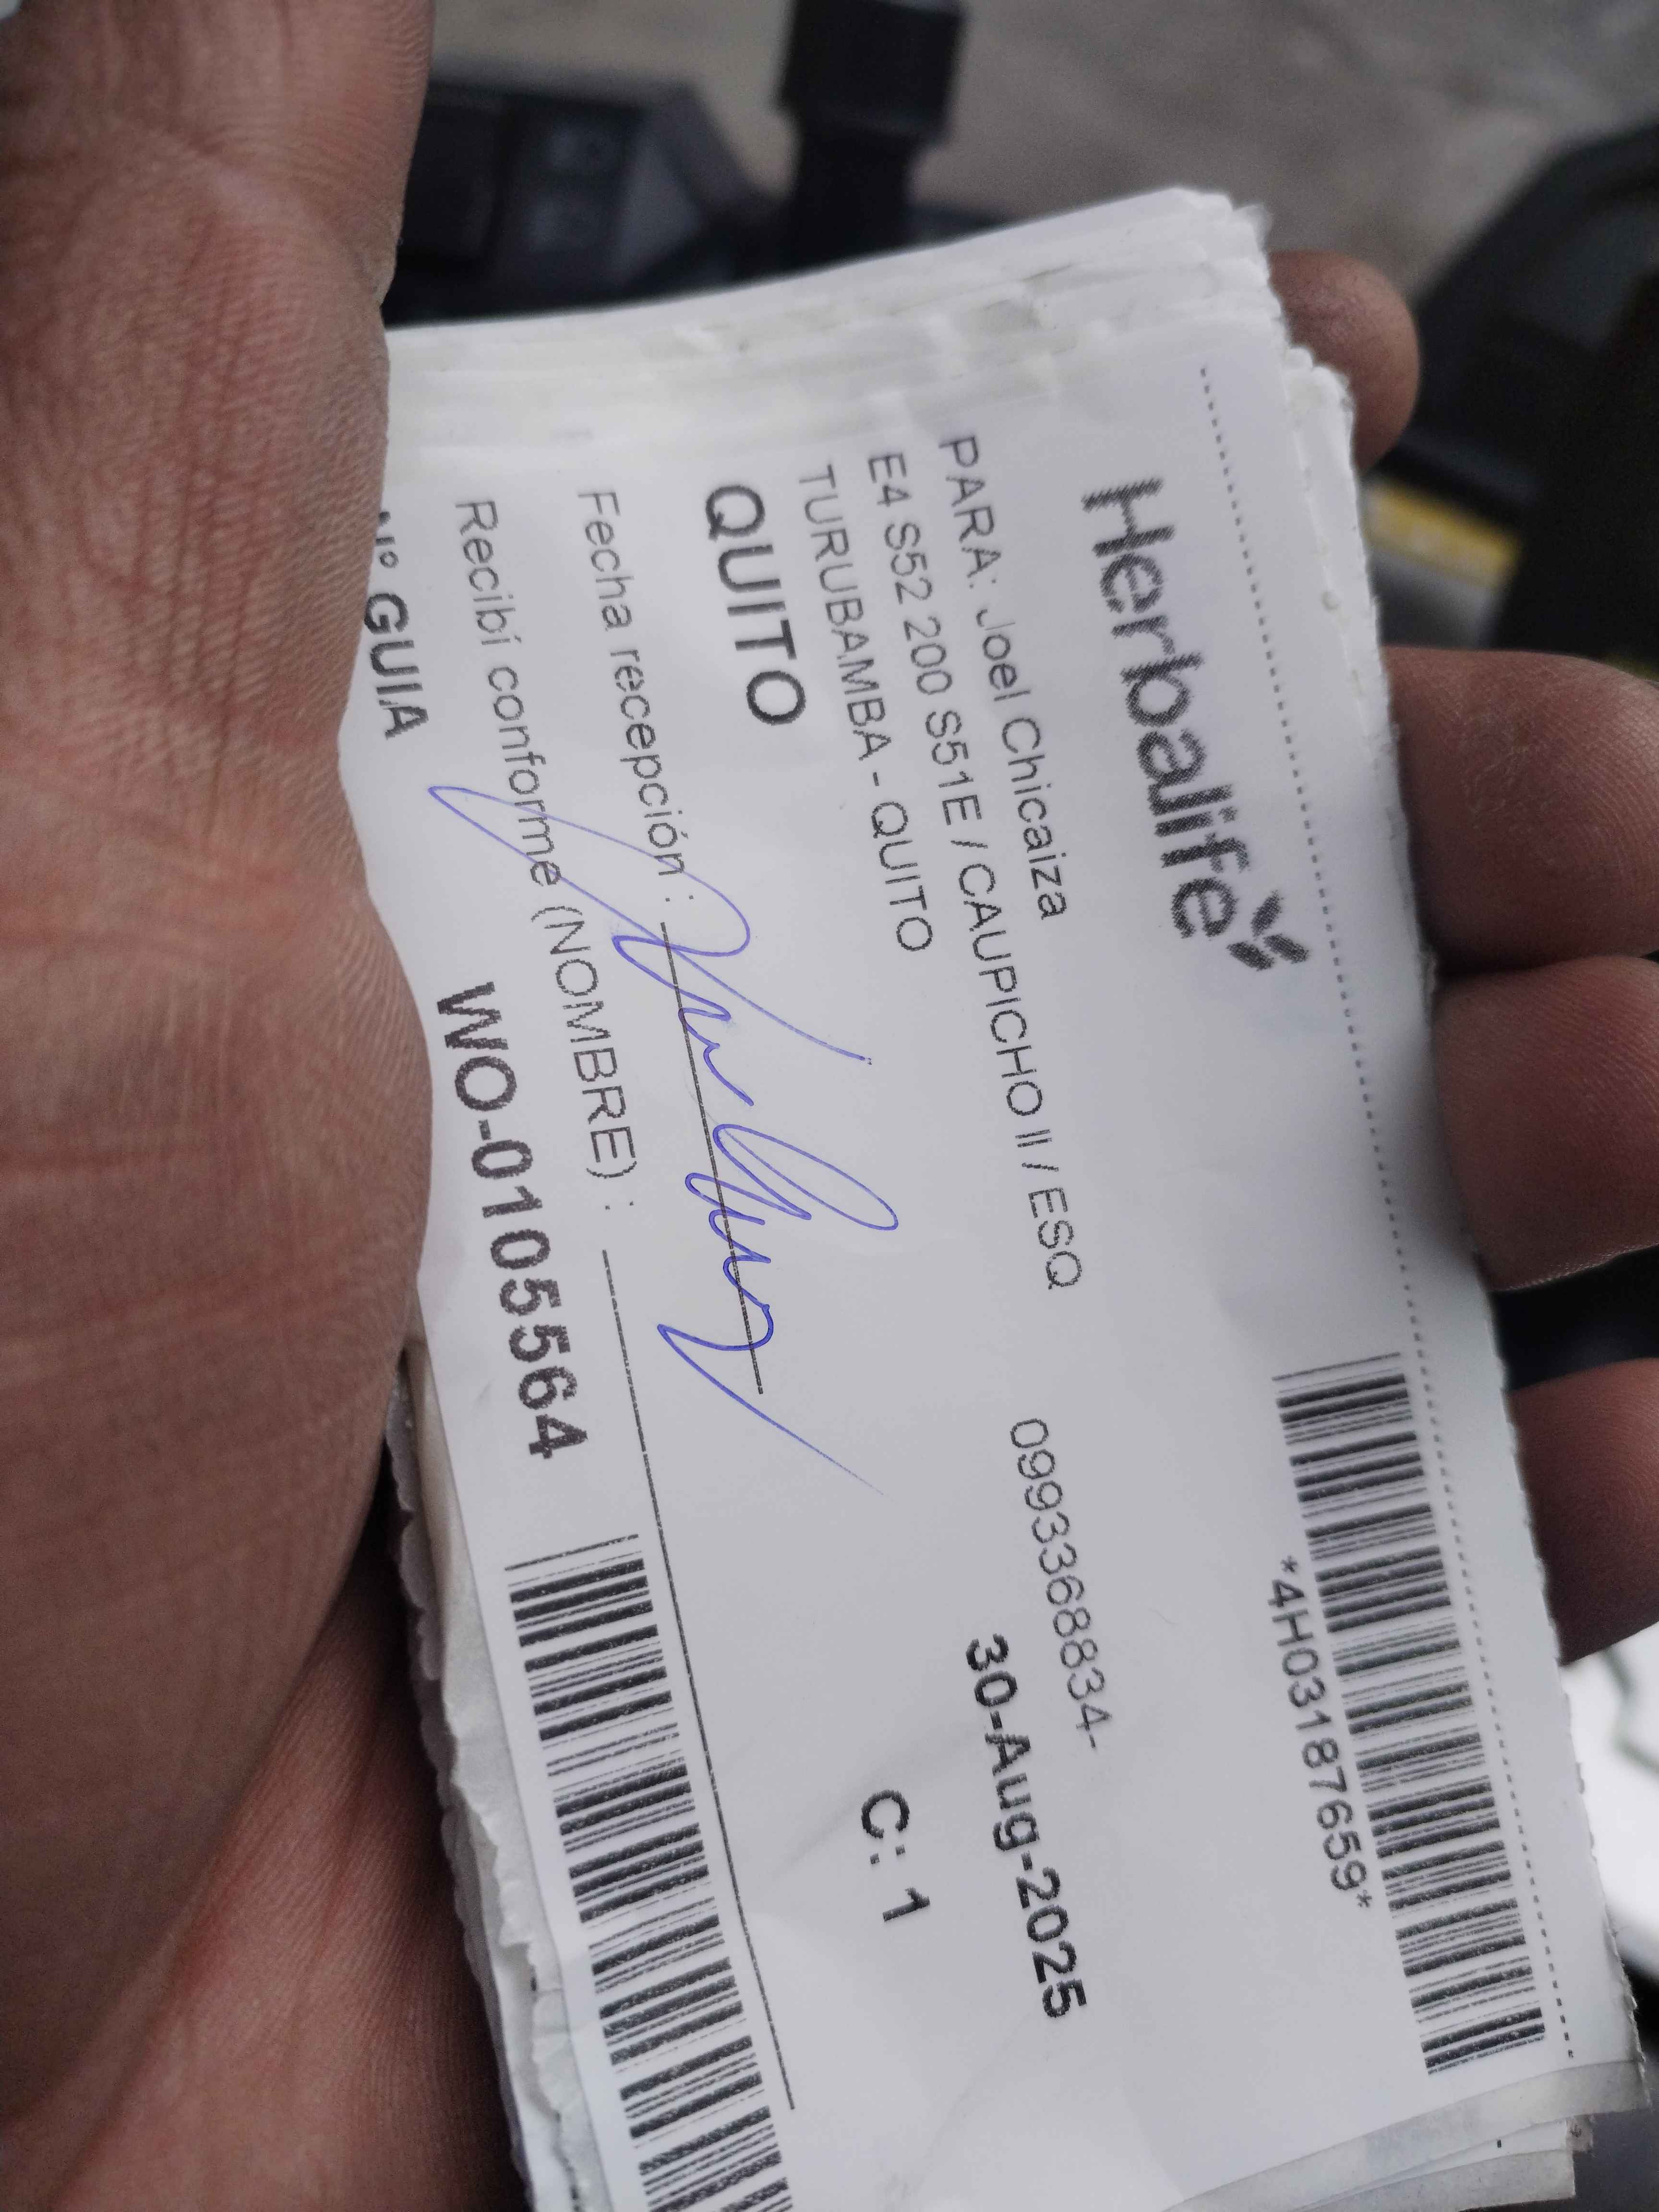 Herbalife
*4H03187659*
PARA: Joel Chicaiza 0993368834-
E4 S52 200 S51E / CAUPICHO II / ESQ
TURUBAMBA - QUITO 30-Aug-2025
QUITO C: 1
Fecha recepción :
Recibí conforme (NOMBRE) :
N° GUIA WO-0105564